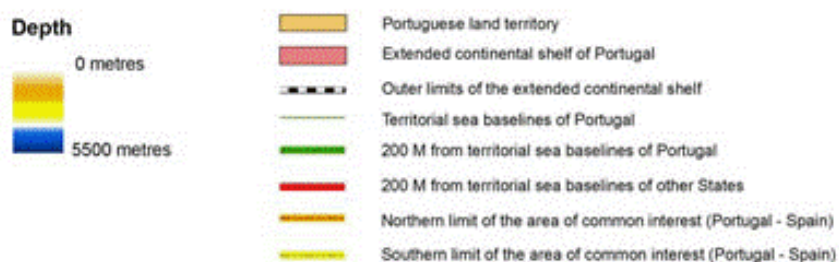 Depth
0 metres
5500 metres
Portuguese land territory
Extended continental shelf of Portugal
Outer limits of the extended continental shelf
Territorial sea baselines of Portugal
200 M from territorial sea baselines of Portugal
200 M from territorial sea baselines of other States
Northern limit of the area of common interest (Portugal - Spain)
Southern limit of the area of common interest (Portugal - Spain)